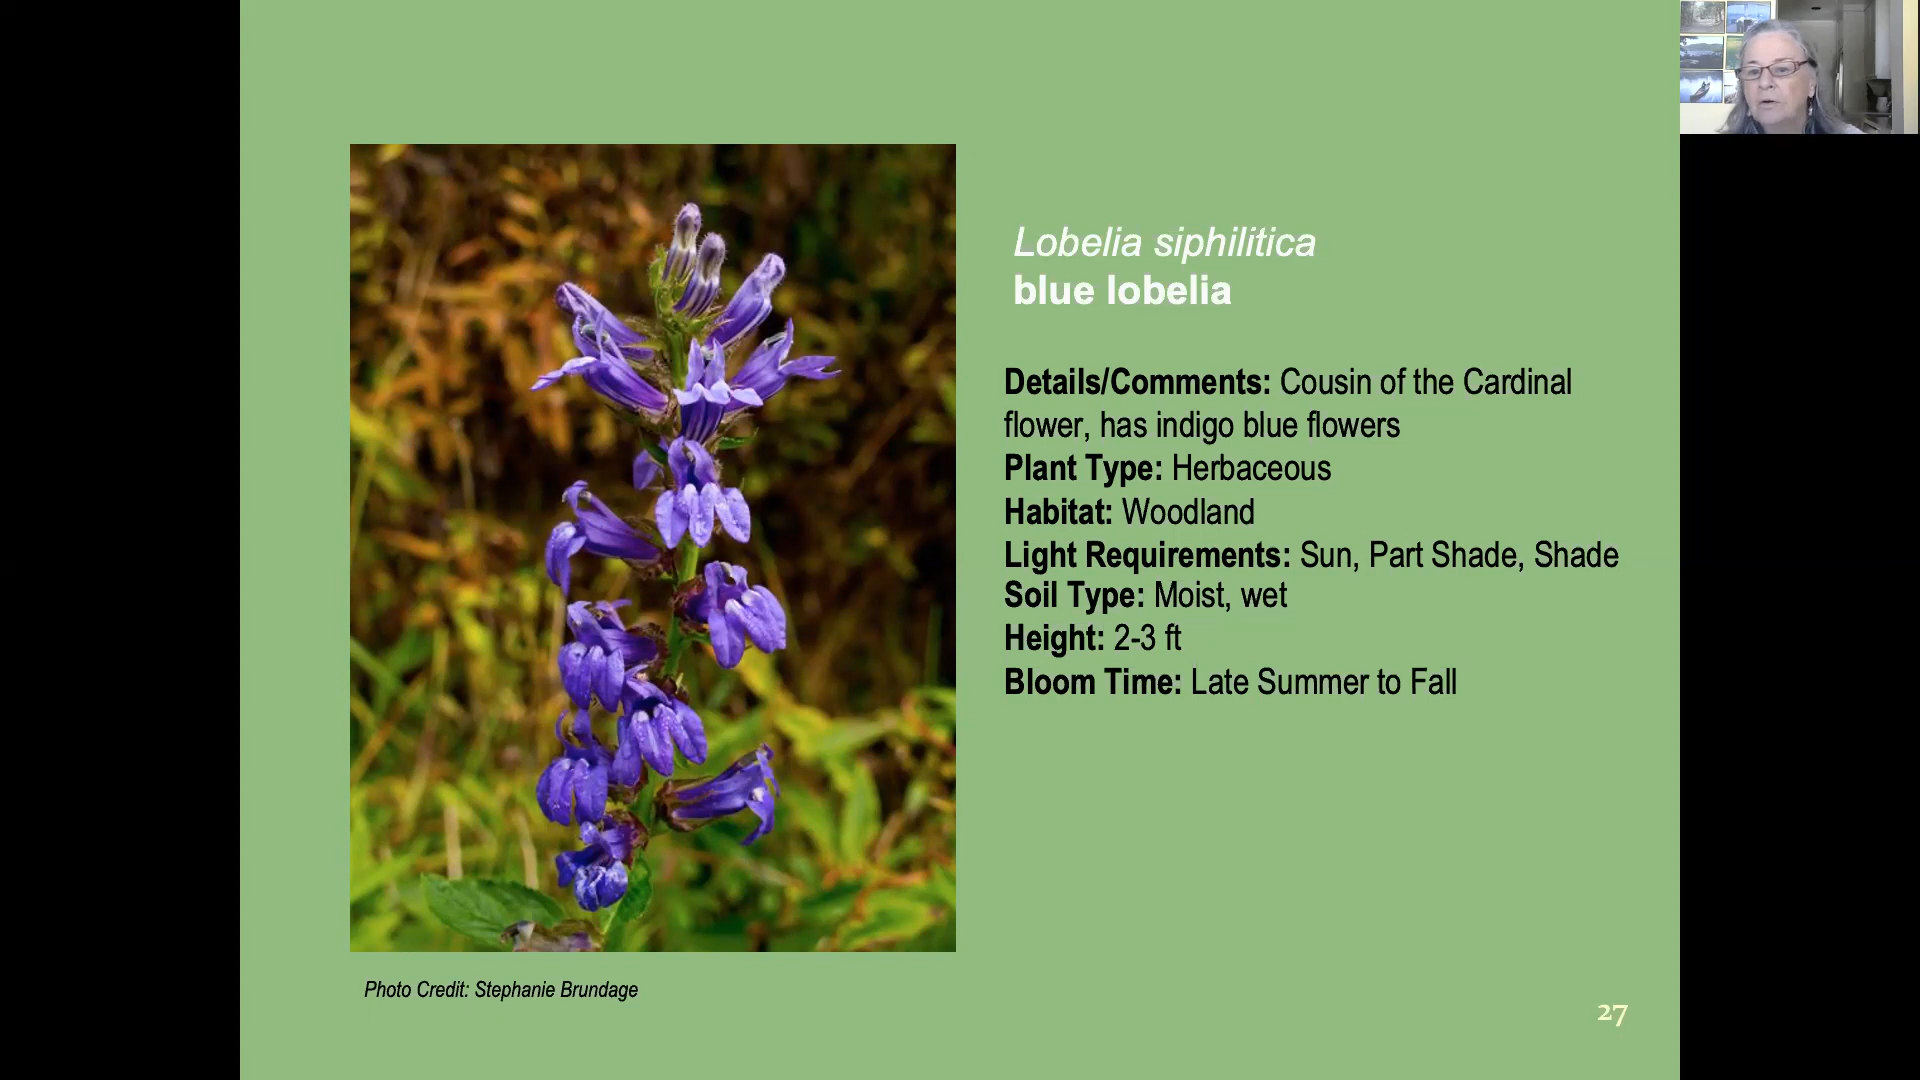 Lobelia siphilitica
blue lobelia
Details/Comments: Cousin of the Cardinal
flower, has indigo blue flowers
Plant Type: Herbaceous
Habitat: Woodland
Light Requirements: Sun, Part Shade, Shade
Soil Type: Moist, wet
Height: 2-3 ft
Bloom Time: Late Summer to Fall
Photo Credit: Stephanie Brundage
27